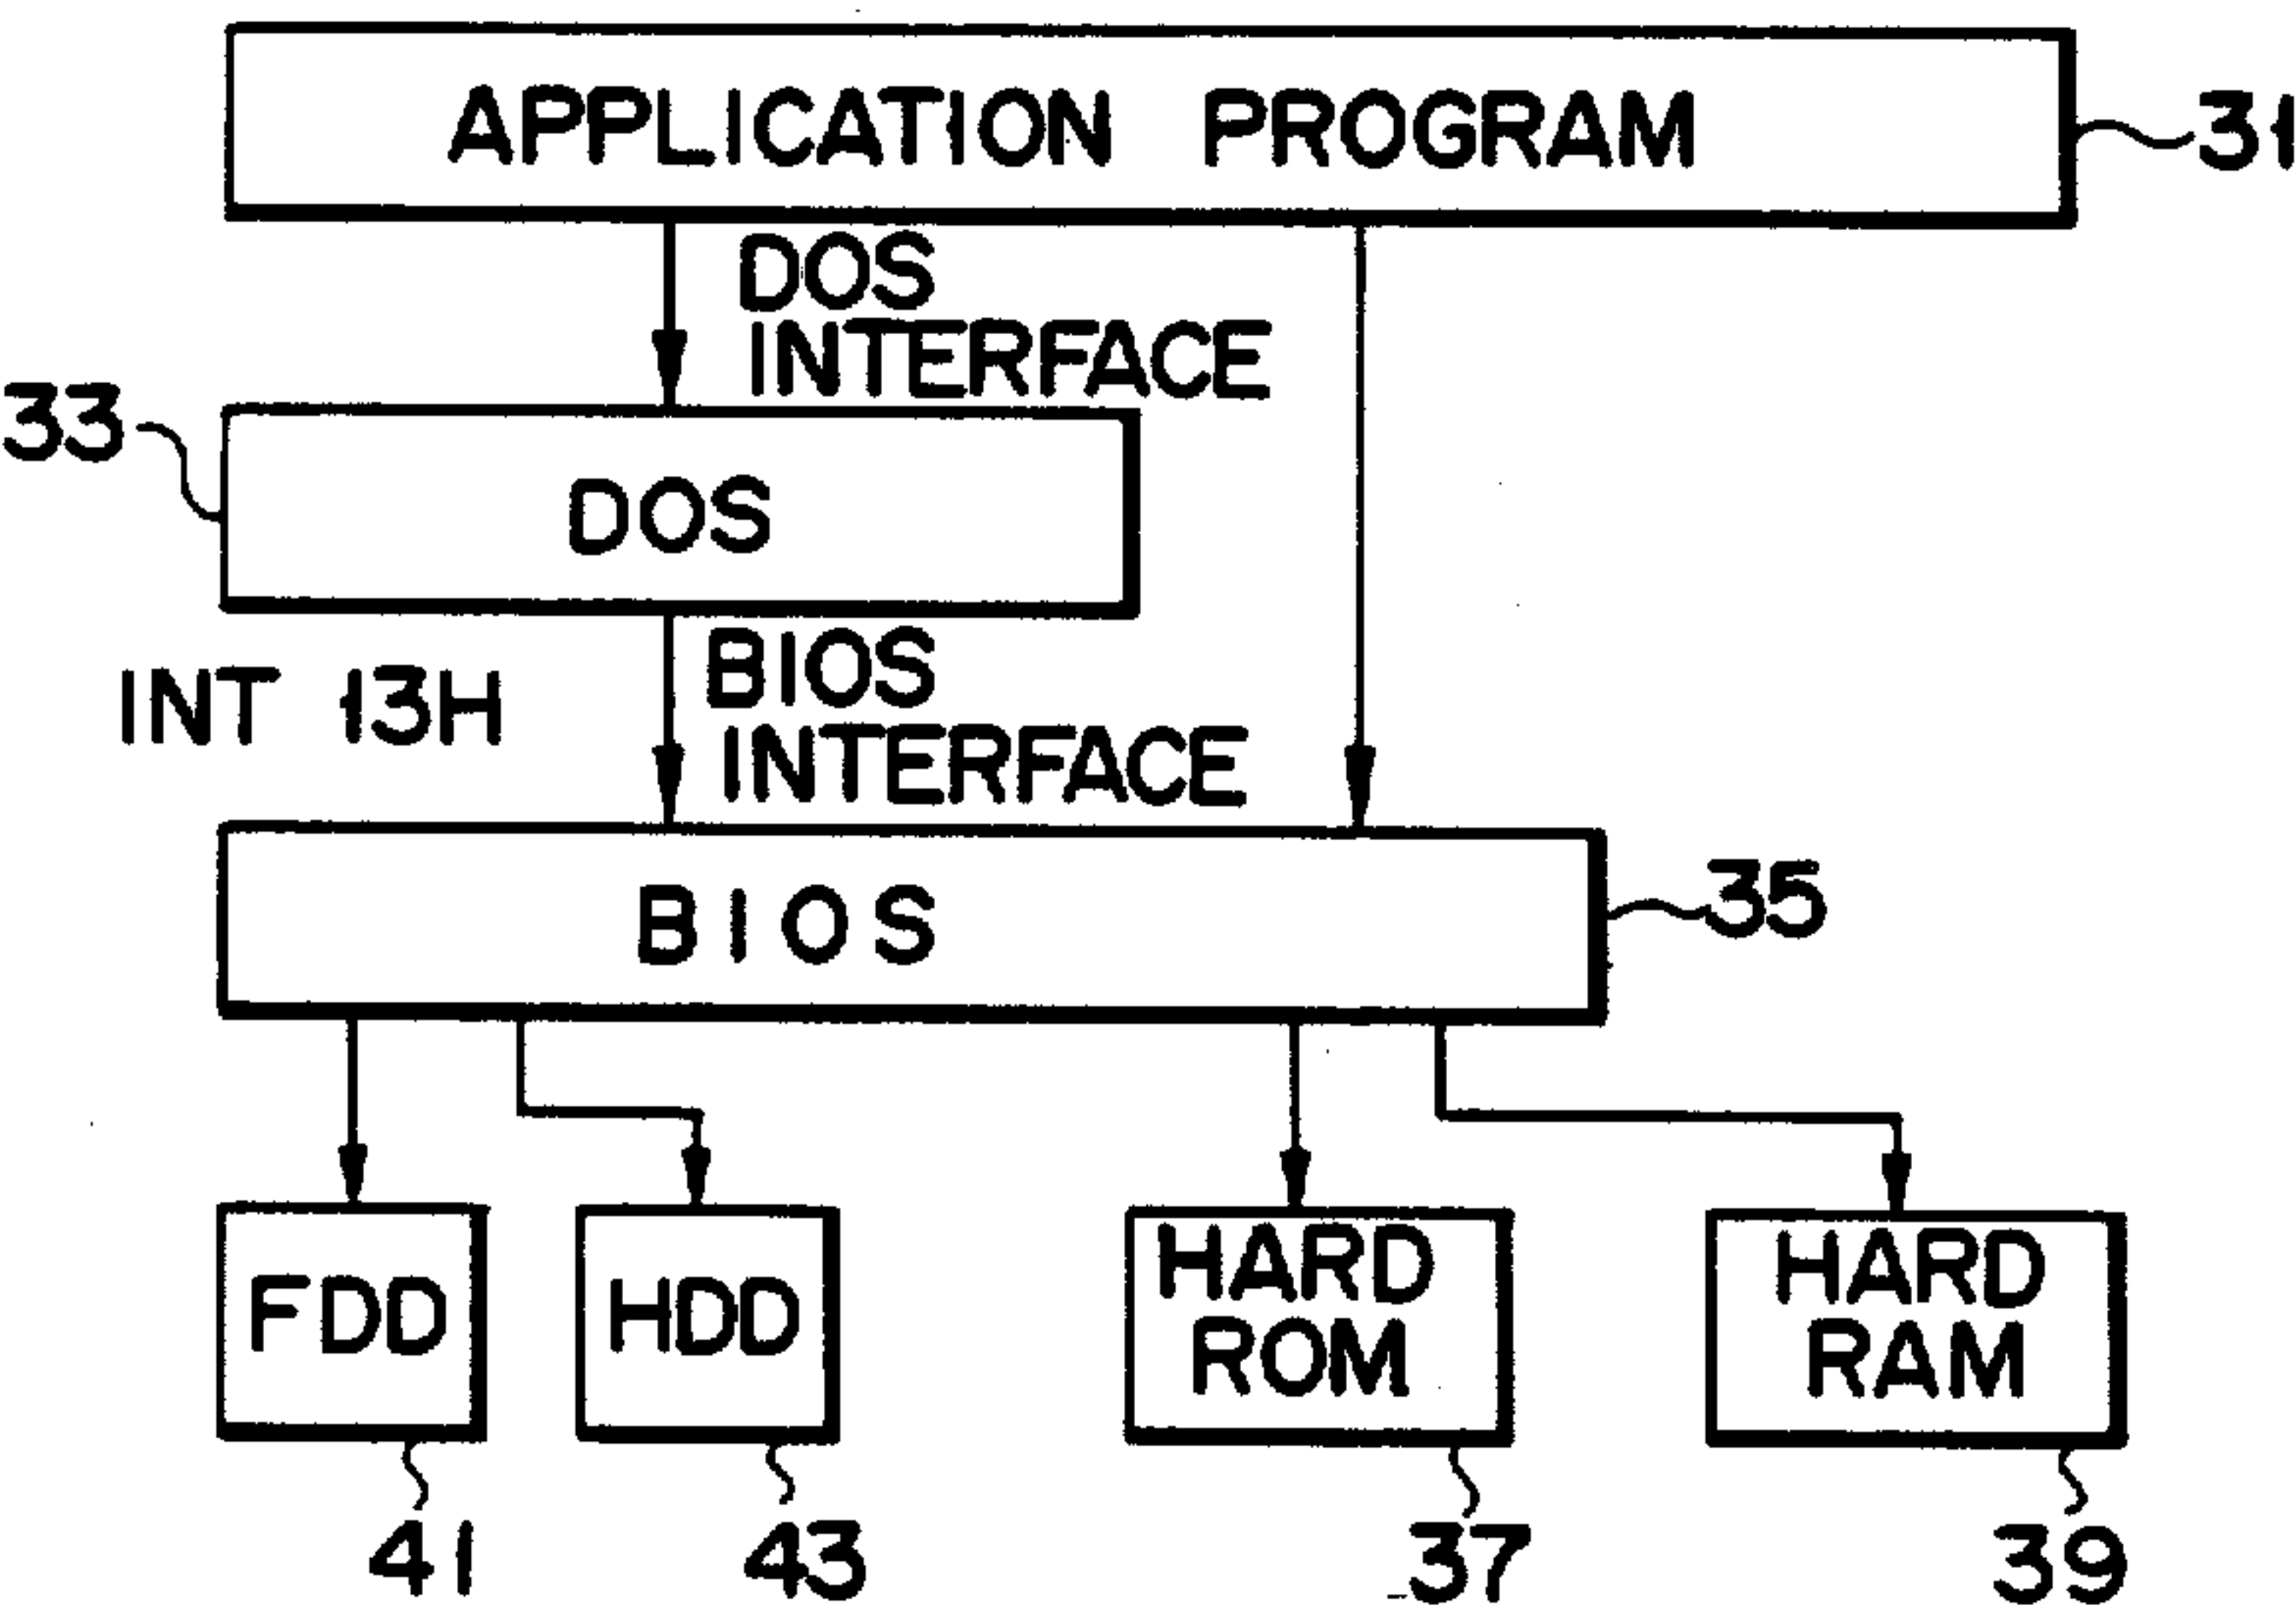 APPLICATION PROGRAM
31
DOS
INTERFACE
33
DOS
INT 13H
BIOS
INTERFACE
BIOS
35
FDD
HDD
HARD
ROM
HARD
RAM
41
43
37
39